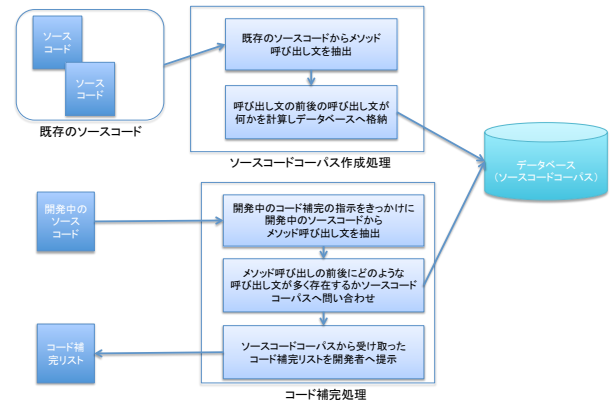 ソース
コード
ソース
コード
既存のソースコード
既存のソースコードからメソッド
呼び出し文を抽出
呼び出し文の前後の呼び出し文が
何かを計算しデータベースへ格納
ソースコードコーパス作成処理
データベース
（ソースコードコーパス）
開発中の
ソース
コード
開発中のコード補完の指示をきっかけに
開発中のソースコードから
メソッド呼び出し文を抽出
メソッド呼び出しの前後にどのような
呼び出し文が多く存在するかソースコード
コーパスへ問い合わせ
ソースコードコーパスから受け取った
コード補完リストを開発者へ提示
コード補
完リスト
コード補完処理